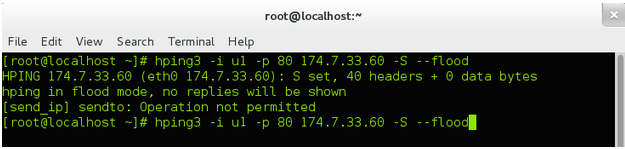 root@localhost:~
File Edit View Search Terminal Help
[root@localhost ~]# hping3 -i u1 -p 80 174.7.33.60 -S --flood
HPING 174.7.33.60 (eth0 174.7.33.60): S set, 40 headers + 0 data bytes
hping in flood mode, no replies will be shown
[send_ip] sendto: Operation not permitted
[root@localhost ~]# hping3 -i u1 -p 80 174.7.33.60 -S --flood